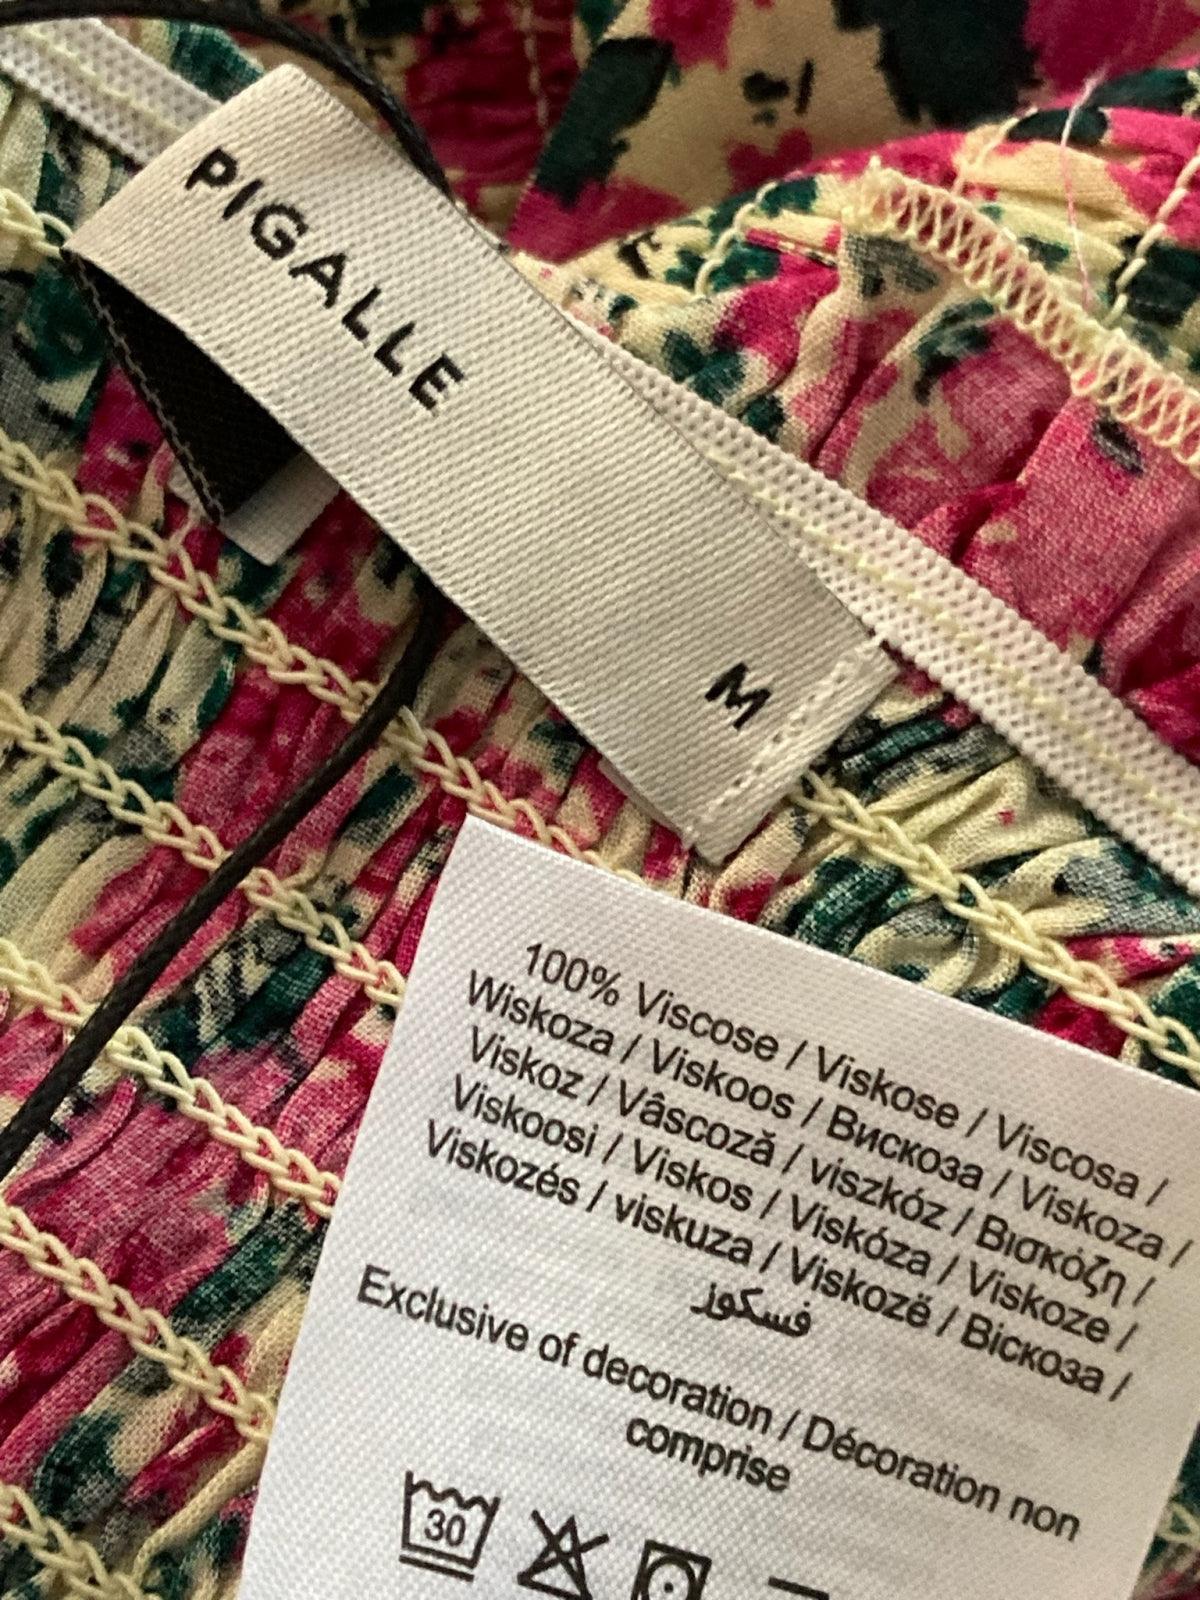 PIGALLE
M
100% Viscose / Viskose / Viscosa /
Wiskoza / Viskoos / Вискоза / Viskoza /
Viskoz / Vâscoză / viszkóz / Βισκόζη /
Viskoosi / Viskos / Viskóza / Viskoze /
Viskozés / viskuza / Viskozë / Віскоза /
فسكوز
Exclusive of decoration / Décoration non
comprise
30